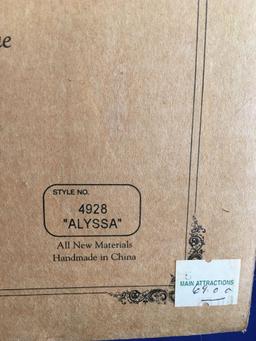 STYLE NO.
4928
"ALYSSA"
All New Materials
Handmade in China
MAIN ATTRACTIONS
64.00